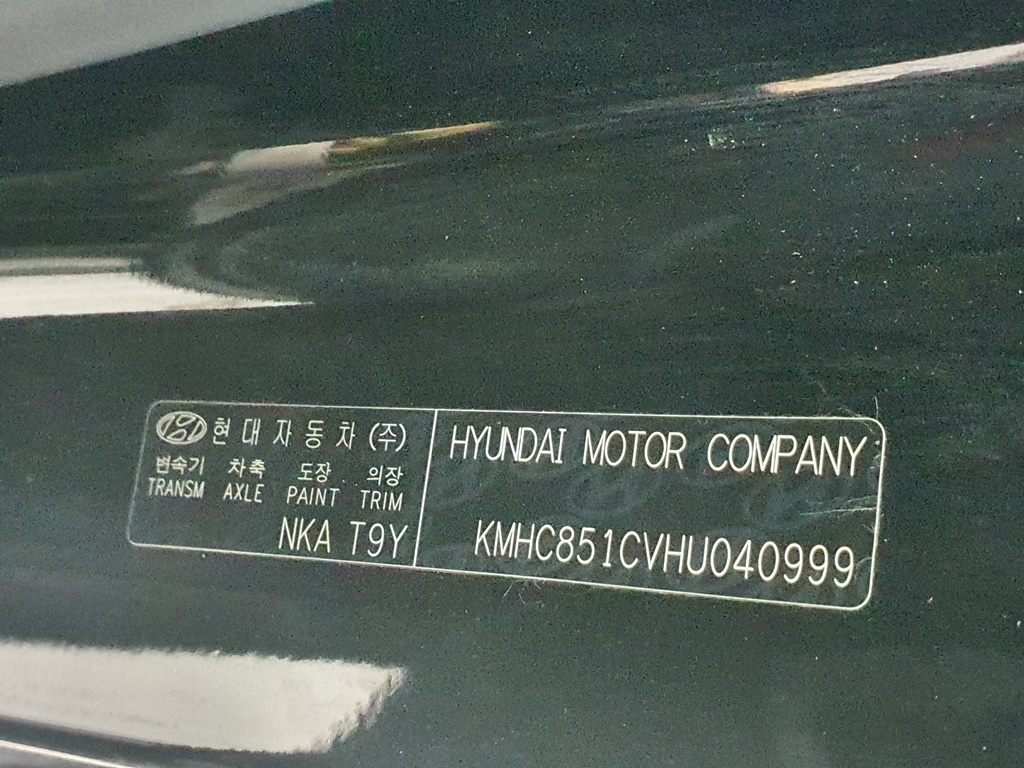 현대자동차 (주)
변속기 차축 도장 의장
TRANSM AXLE PAINT TRIM
NKA T9Y
HYUNDAI MOTOR COMPANY
KMHC851CVHU040999